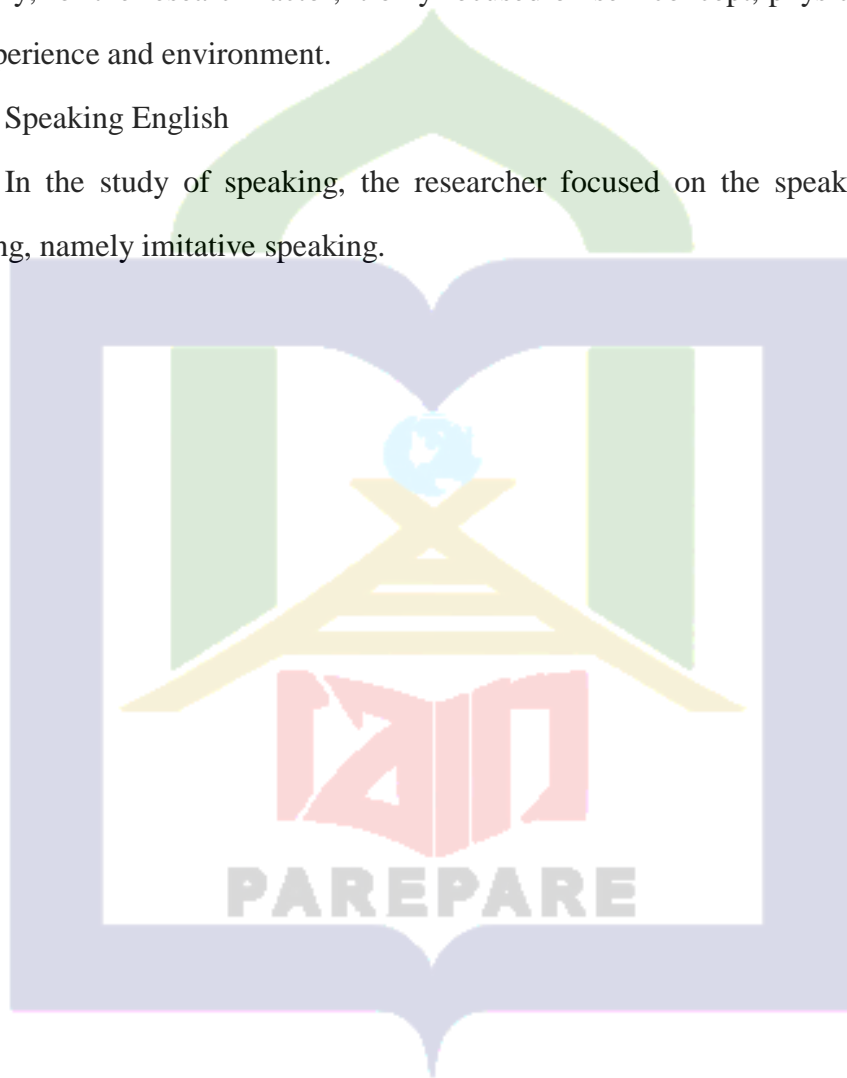 perience and environment.
Speaking English
In the study of speaking, the researcher focused on the speak
ng, namely imitative speaking.
iain
PAREPARE